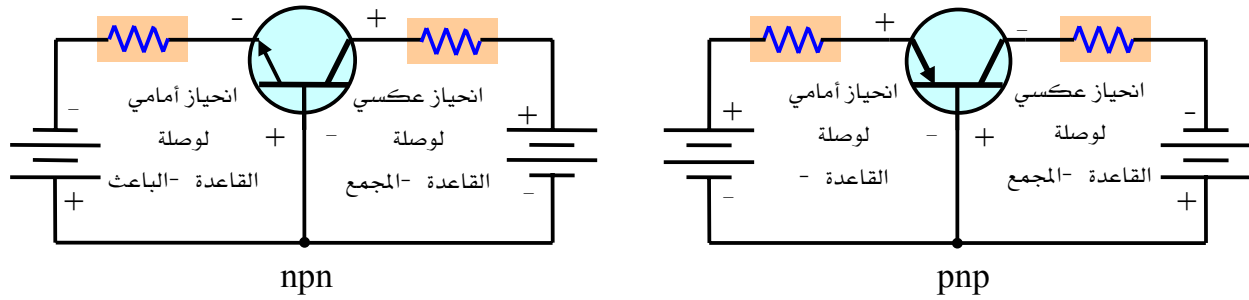 - +
+ -
انحياز أمامي
لوصلة
القاعدة -الباعث
انحياز عكسي
لوصلة
القاعدة -المجمع
- +
+ -
+ -
npn
انحياز أمامي
لوصلة
القاعدة -
انحياز عكسي
لوصلة
القاعدة -المجمع
+ -
- +
- +
pnp